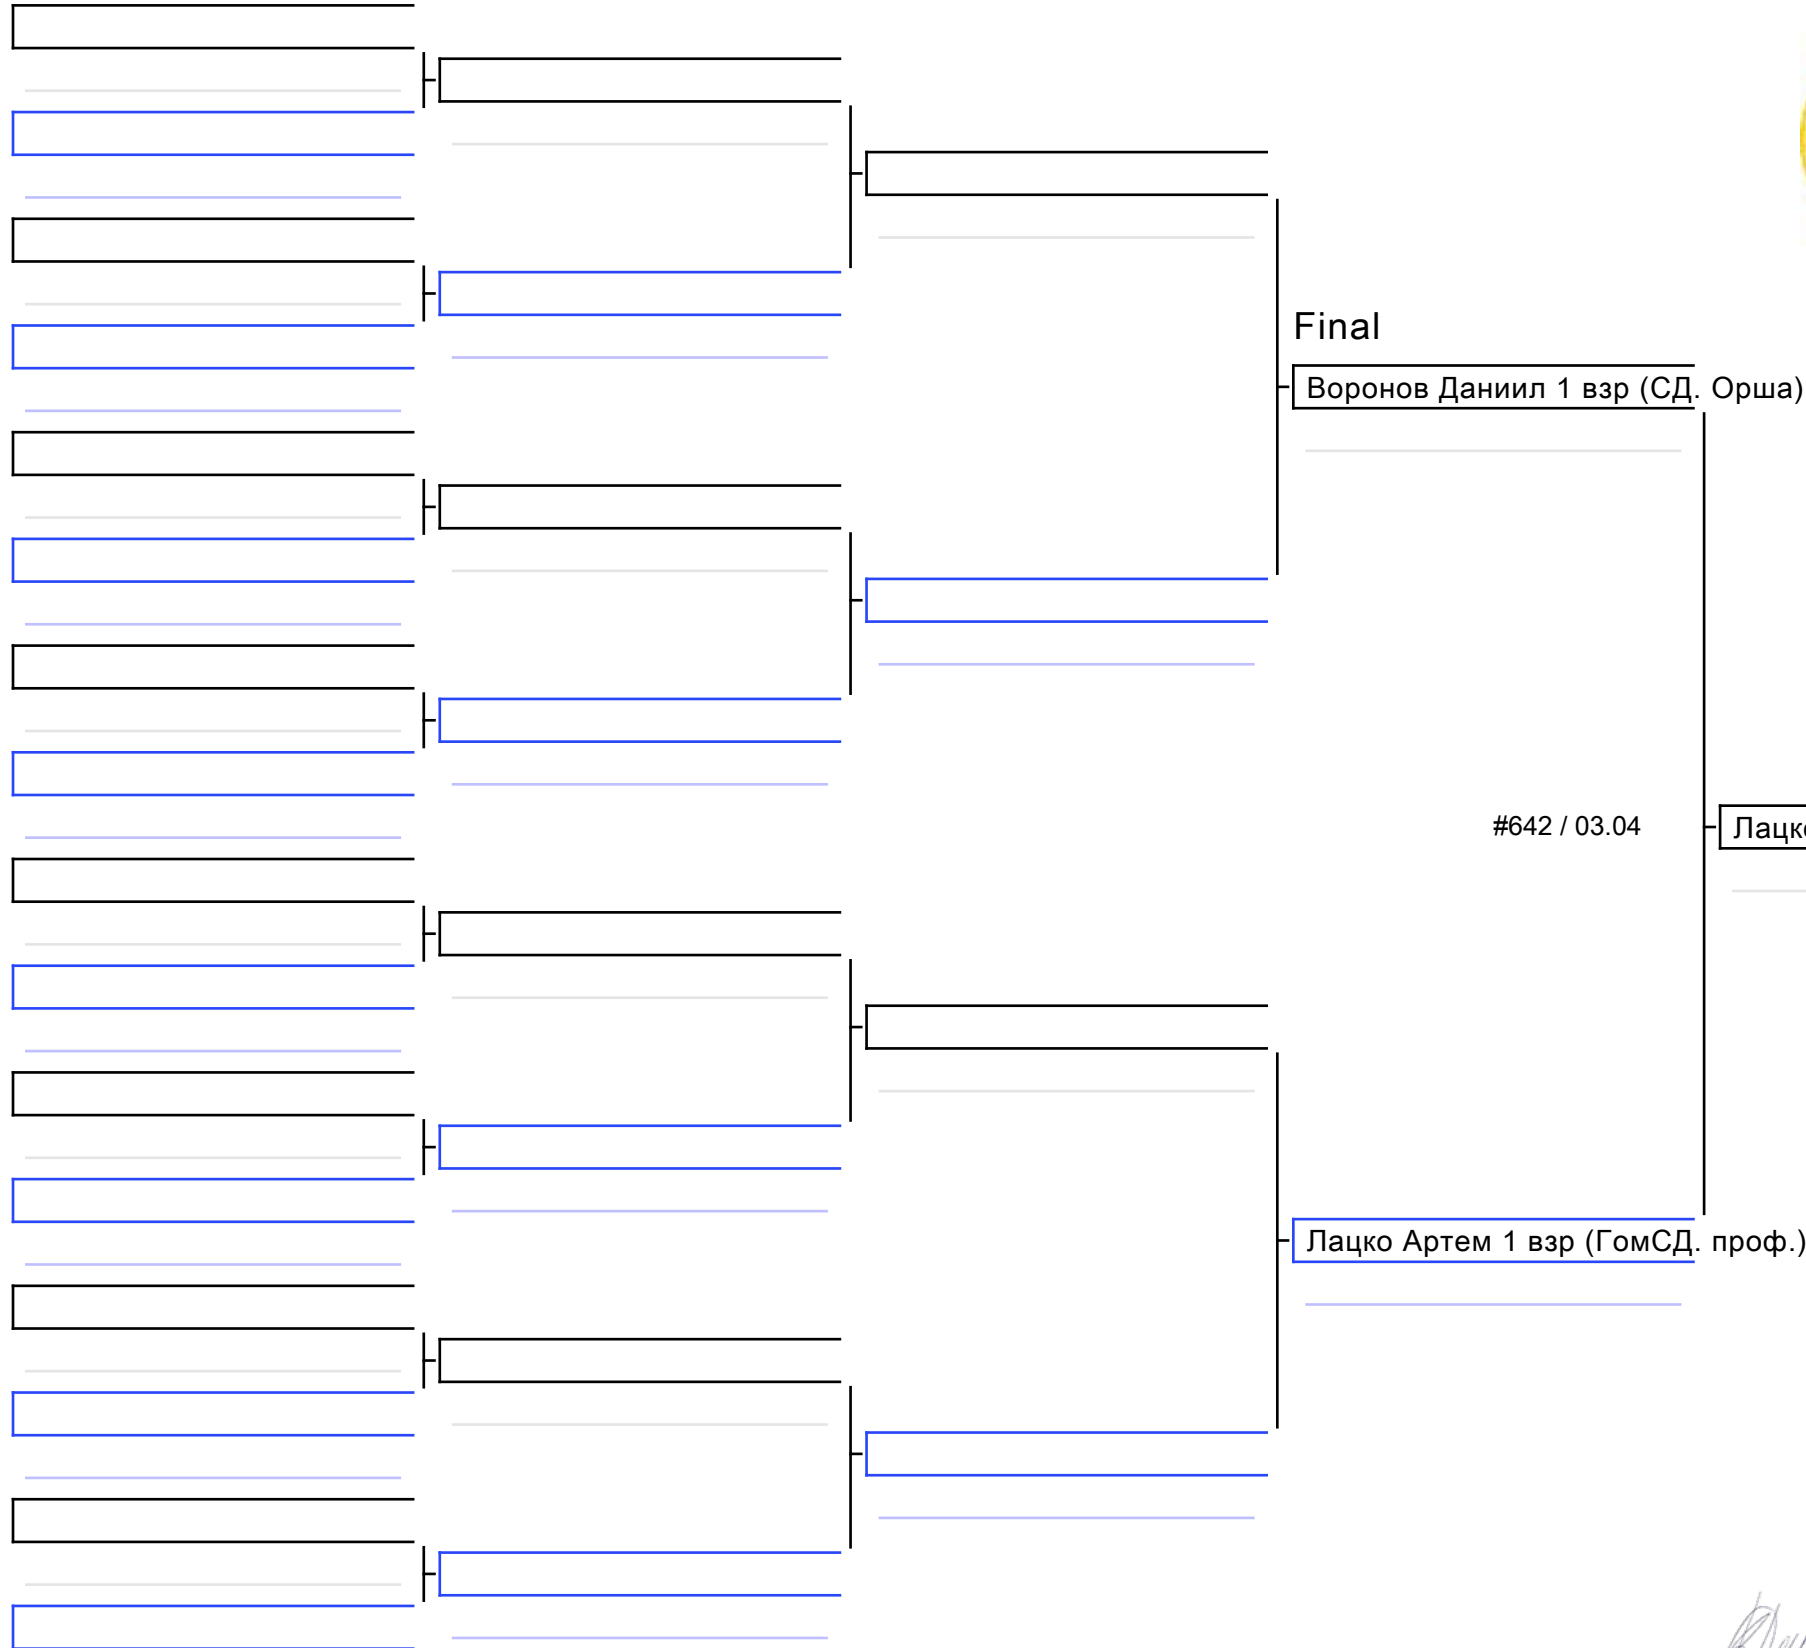 Final
Воронов Даниил 1 взр (СД. Орша)
#642 / 03.04
Лацко Артем 1 взр (ГомСД. проф.)